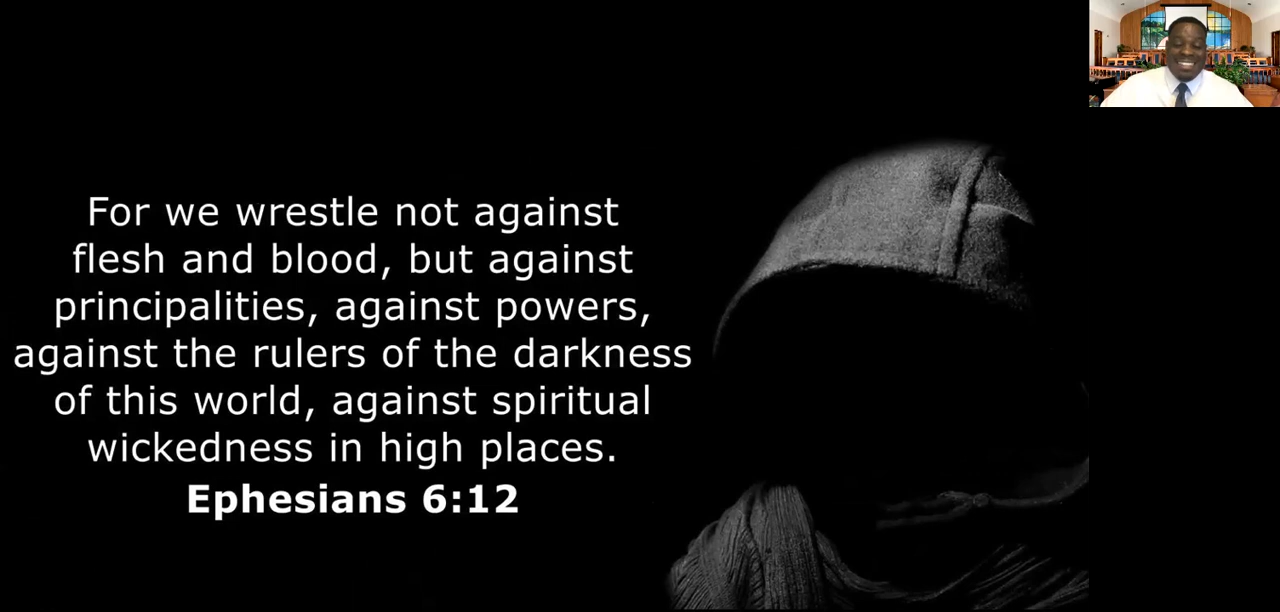 For we wrestle not against
flesh and blood, but against
principalities, against powers,
against the rulers of the darkness
of this world, against spiritual
wickedness in high places.
Ephesians 6:12